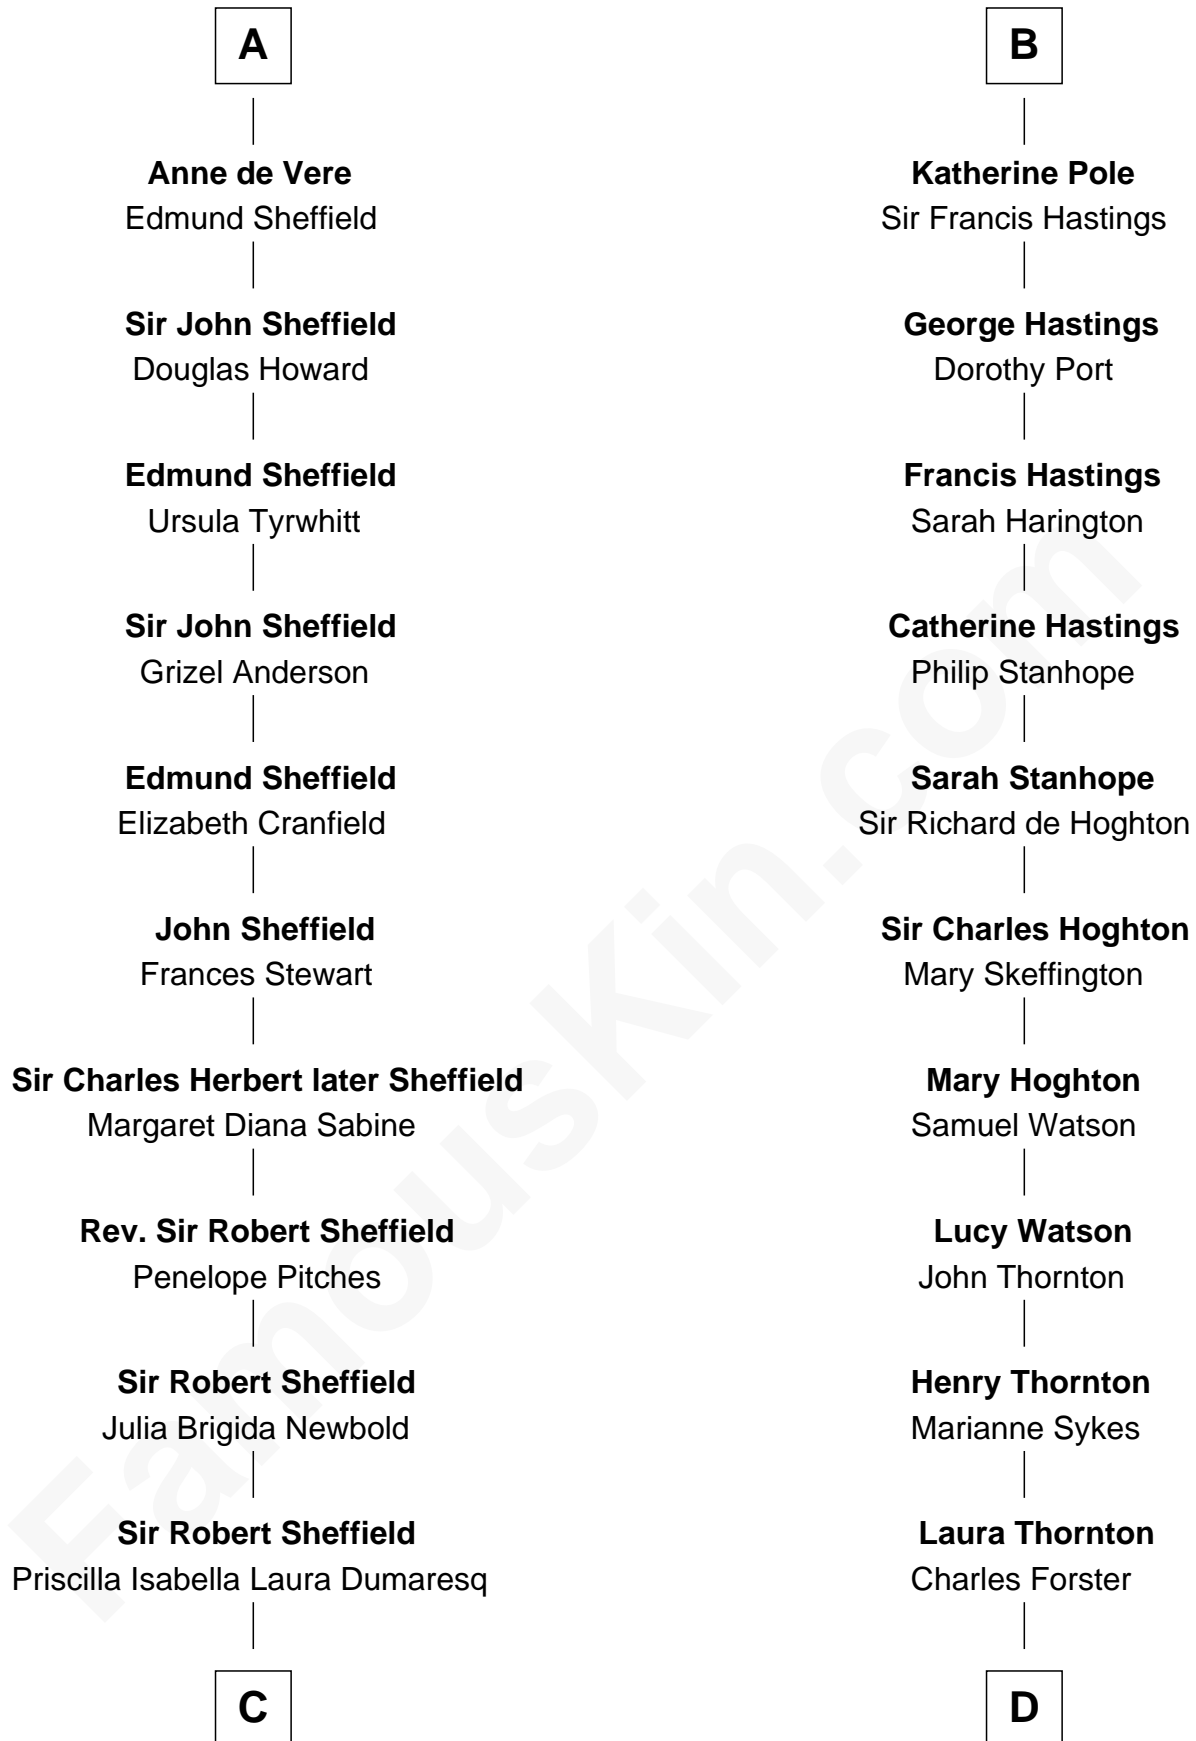 A
Anne de Vere
Edmund Sheffield
Sir John Sheffield
Douglas Howard
Edmund Sheffield
Ursula Tyrwhitt
Sir John Sheffield
Grizel Anderson
Edmund Sheffield
Elizabeth Cranfield
John Sheffield
Frances Stewart
Sir Charles Herbert later Sheffield
Margaret Diana Sabine
Rev. Sir Robert Sheffield
Penelope Pitches
Sir Robert Sheffield
Julia Brigida Newbold
Sir Robert Sheffield
Priscilla Isabella Laura Dumaresq
C
B
Katherine Pole
Sir Francis Hastings
George Hastings
Dorothy Port
Francis Hastings
Sarah Harington
Catherine Hastings
Philip Stanhope
Sarah Stanhope
Sir Richard de Hoghton
Sir Charles Hoghton
Mary Skeffington
Mary Hoghton
Samuel Watson
Lucy Watson
John Thornton
Henry Thornton
Marianne Sykes
Laura Thornton
Charles Forster
D
FamousKin.com